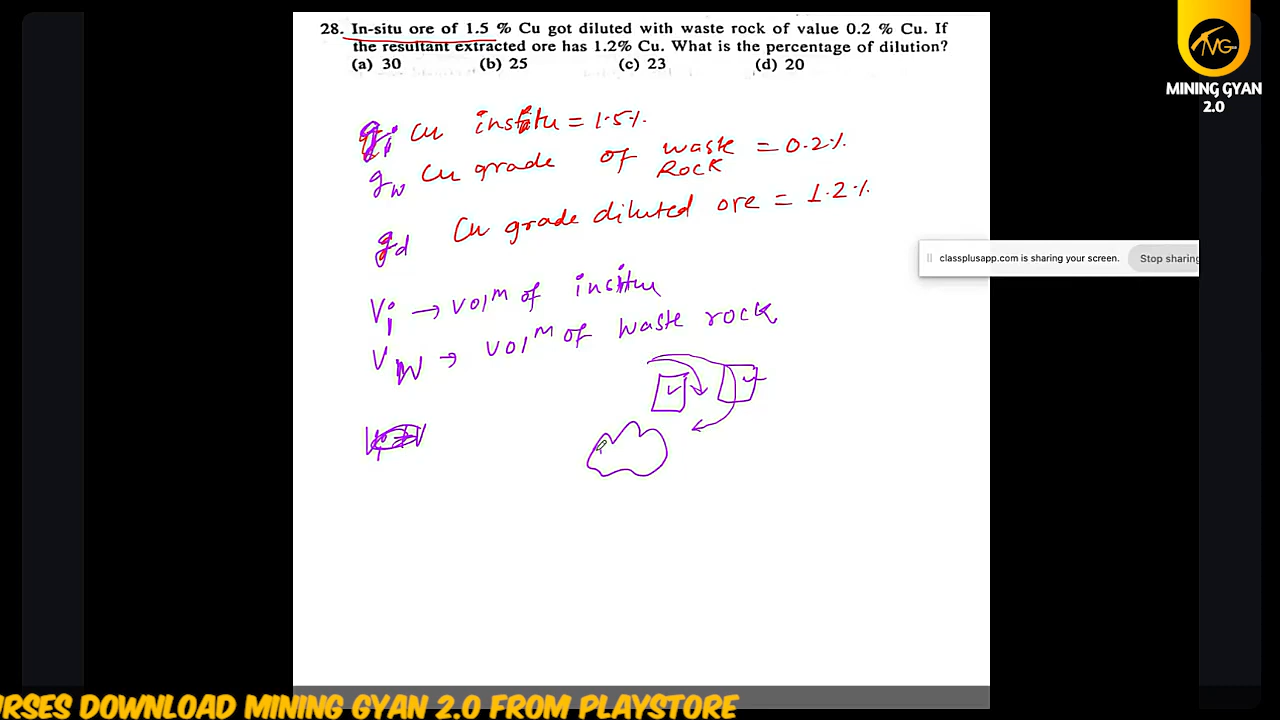 28. In-situ ore of 1.5 % Cu got diluted with waste rock of value 0.2 % Cu. If
the resultant extracted ore has 1.2% Cu. What is the percentage of dilution?
(a) 30 (b) 25 (c) 23 (d) 20
TVG
MINING GYAN
2.0
gi Cu insitu = 1.5%
gw Cu grade of waste Rock = 0.2%
gd Cu grade diluted ore = 1.2%
classplusapp.com is sharing your screen. Stop sharing
Vi → volm of insitu
Vw → volm of waste rock
URSES DOWNLOAD MINING GYAN 2.0 FROM PLAYSTORE